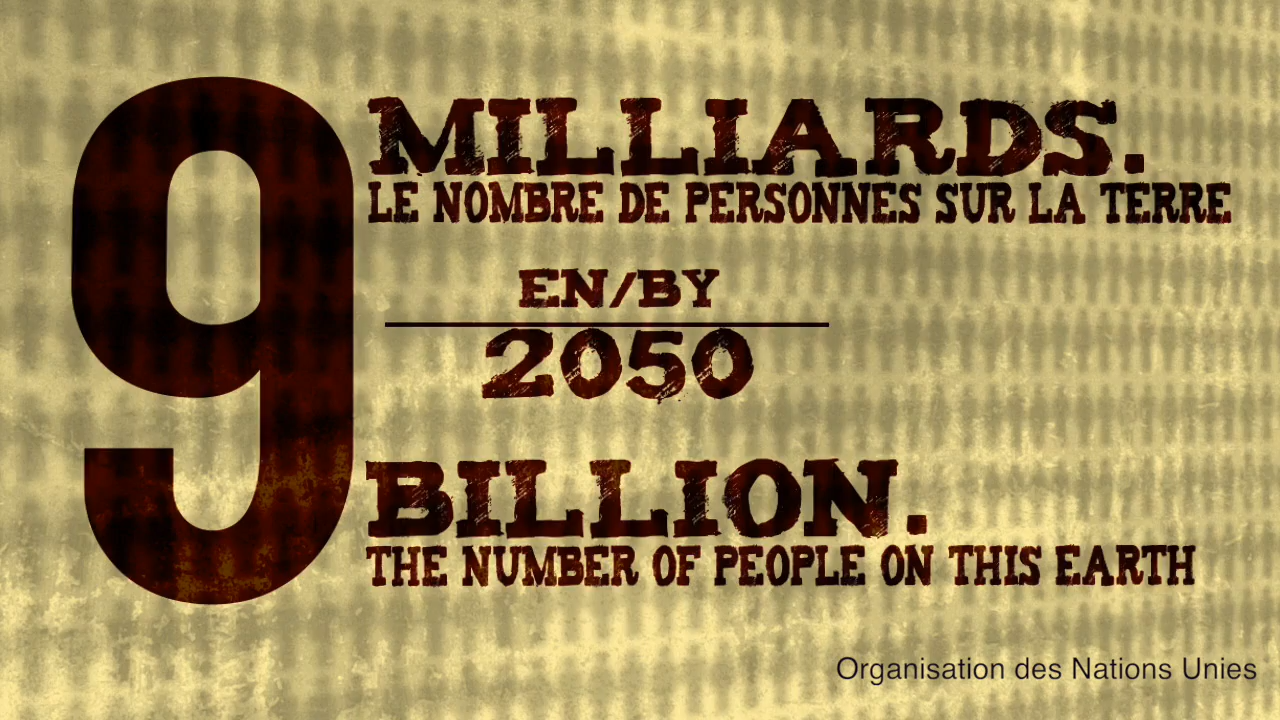 9
MILLIARDS.
LE NOMBRE DE PERSONNES SUR LA TERRE
EN/BY
2050
BILLION.
THE NUMBER OF PEOPLE ON THIS EARTH
Organisation des Nations Unies